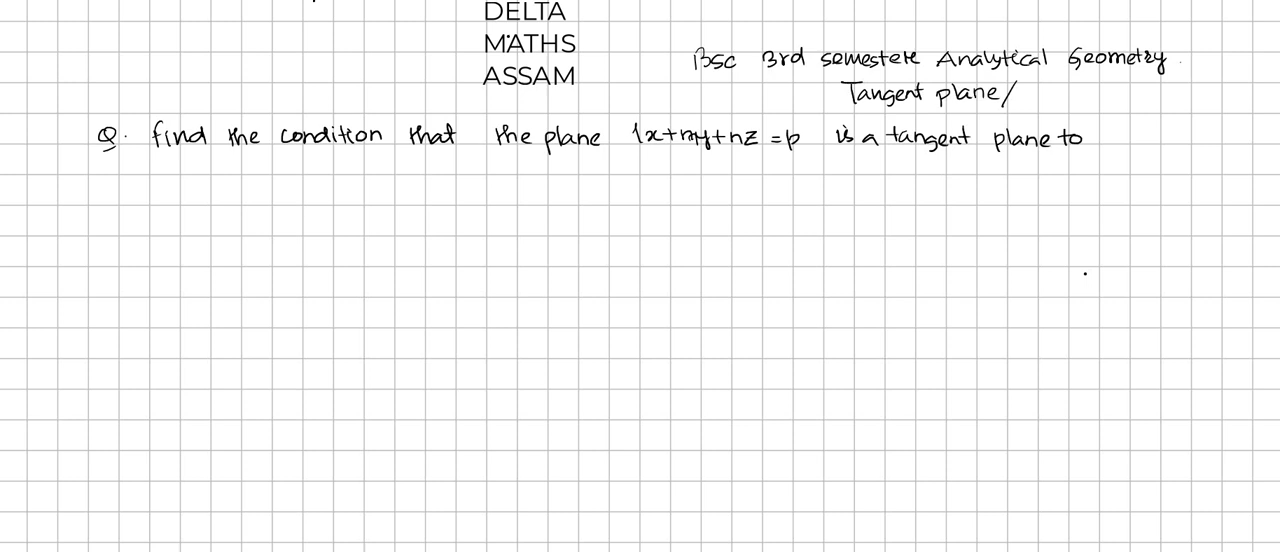 DELTA
MATHS
ASSAM
BSC 3rd semester Analytical Geometry.
Tangent plane/
Q. find the condition that the plane lx+my+nz=p is a tangent plane to